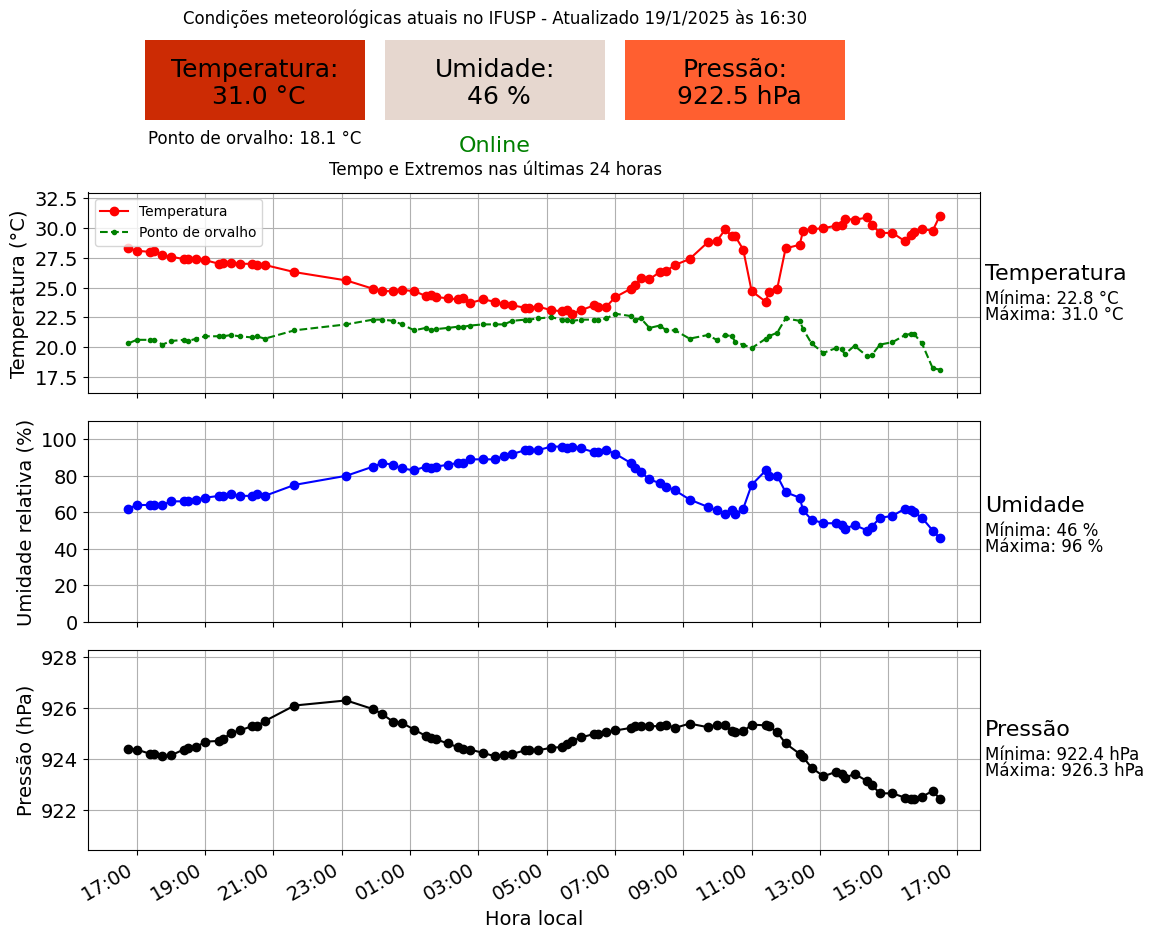 Condições meteorológicas atuais no IFUSP - Atualizado 19/1/2025 às 16:30
Temperatura:
31.0 °C
Umidade:
46 %
Pressão:
922.5 hPa
Ponto de orvalho: 18.1 °C
Online
Tempo e Extremos nas últimas 24 horas
Temperatura (°C)
32.5
30.0
27.5
25.0
22.5
20.0
17.5
Temperatura
Ponto de orvalho
Temperatura
Mínima: 22.8 °C
Máxima: 31.0 °C
Umidade relativa (%)
100
80
60
40
20
0
Umidade
Mínima: 46 %
Máxima: 96 %
Pressão (hPa)
928
926
924
922
Pressão
Mínima: 922.4 hPa
Máxima: 926.3 hPa
17:00 19:00 21:00 23:00 01:00 03:00 05:00 07:00 09:00 11:00 13:00 15:00 17:00
Hora local